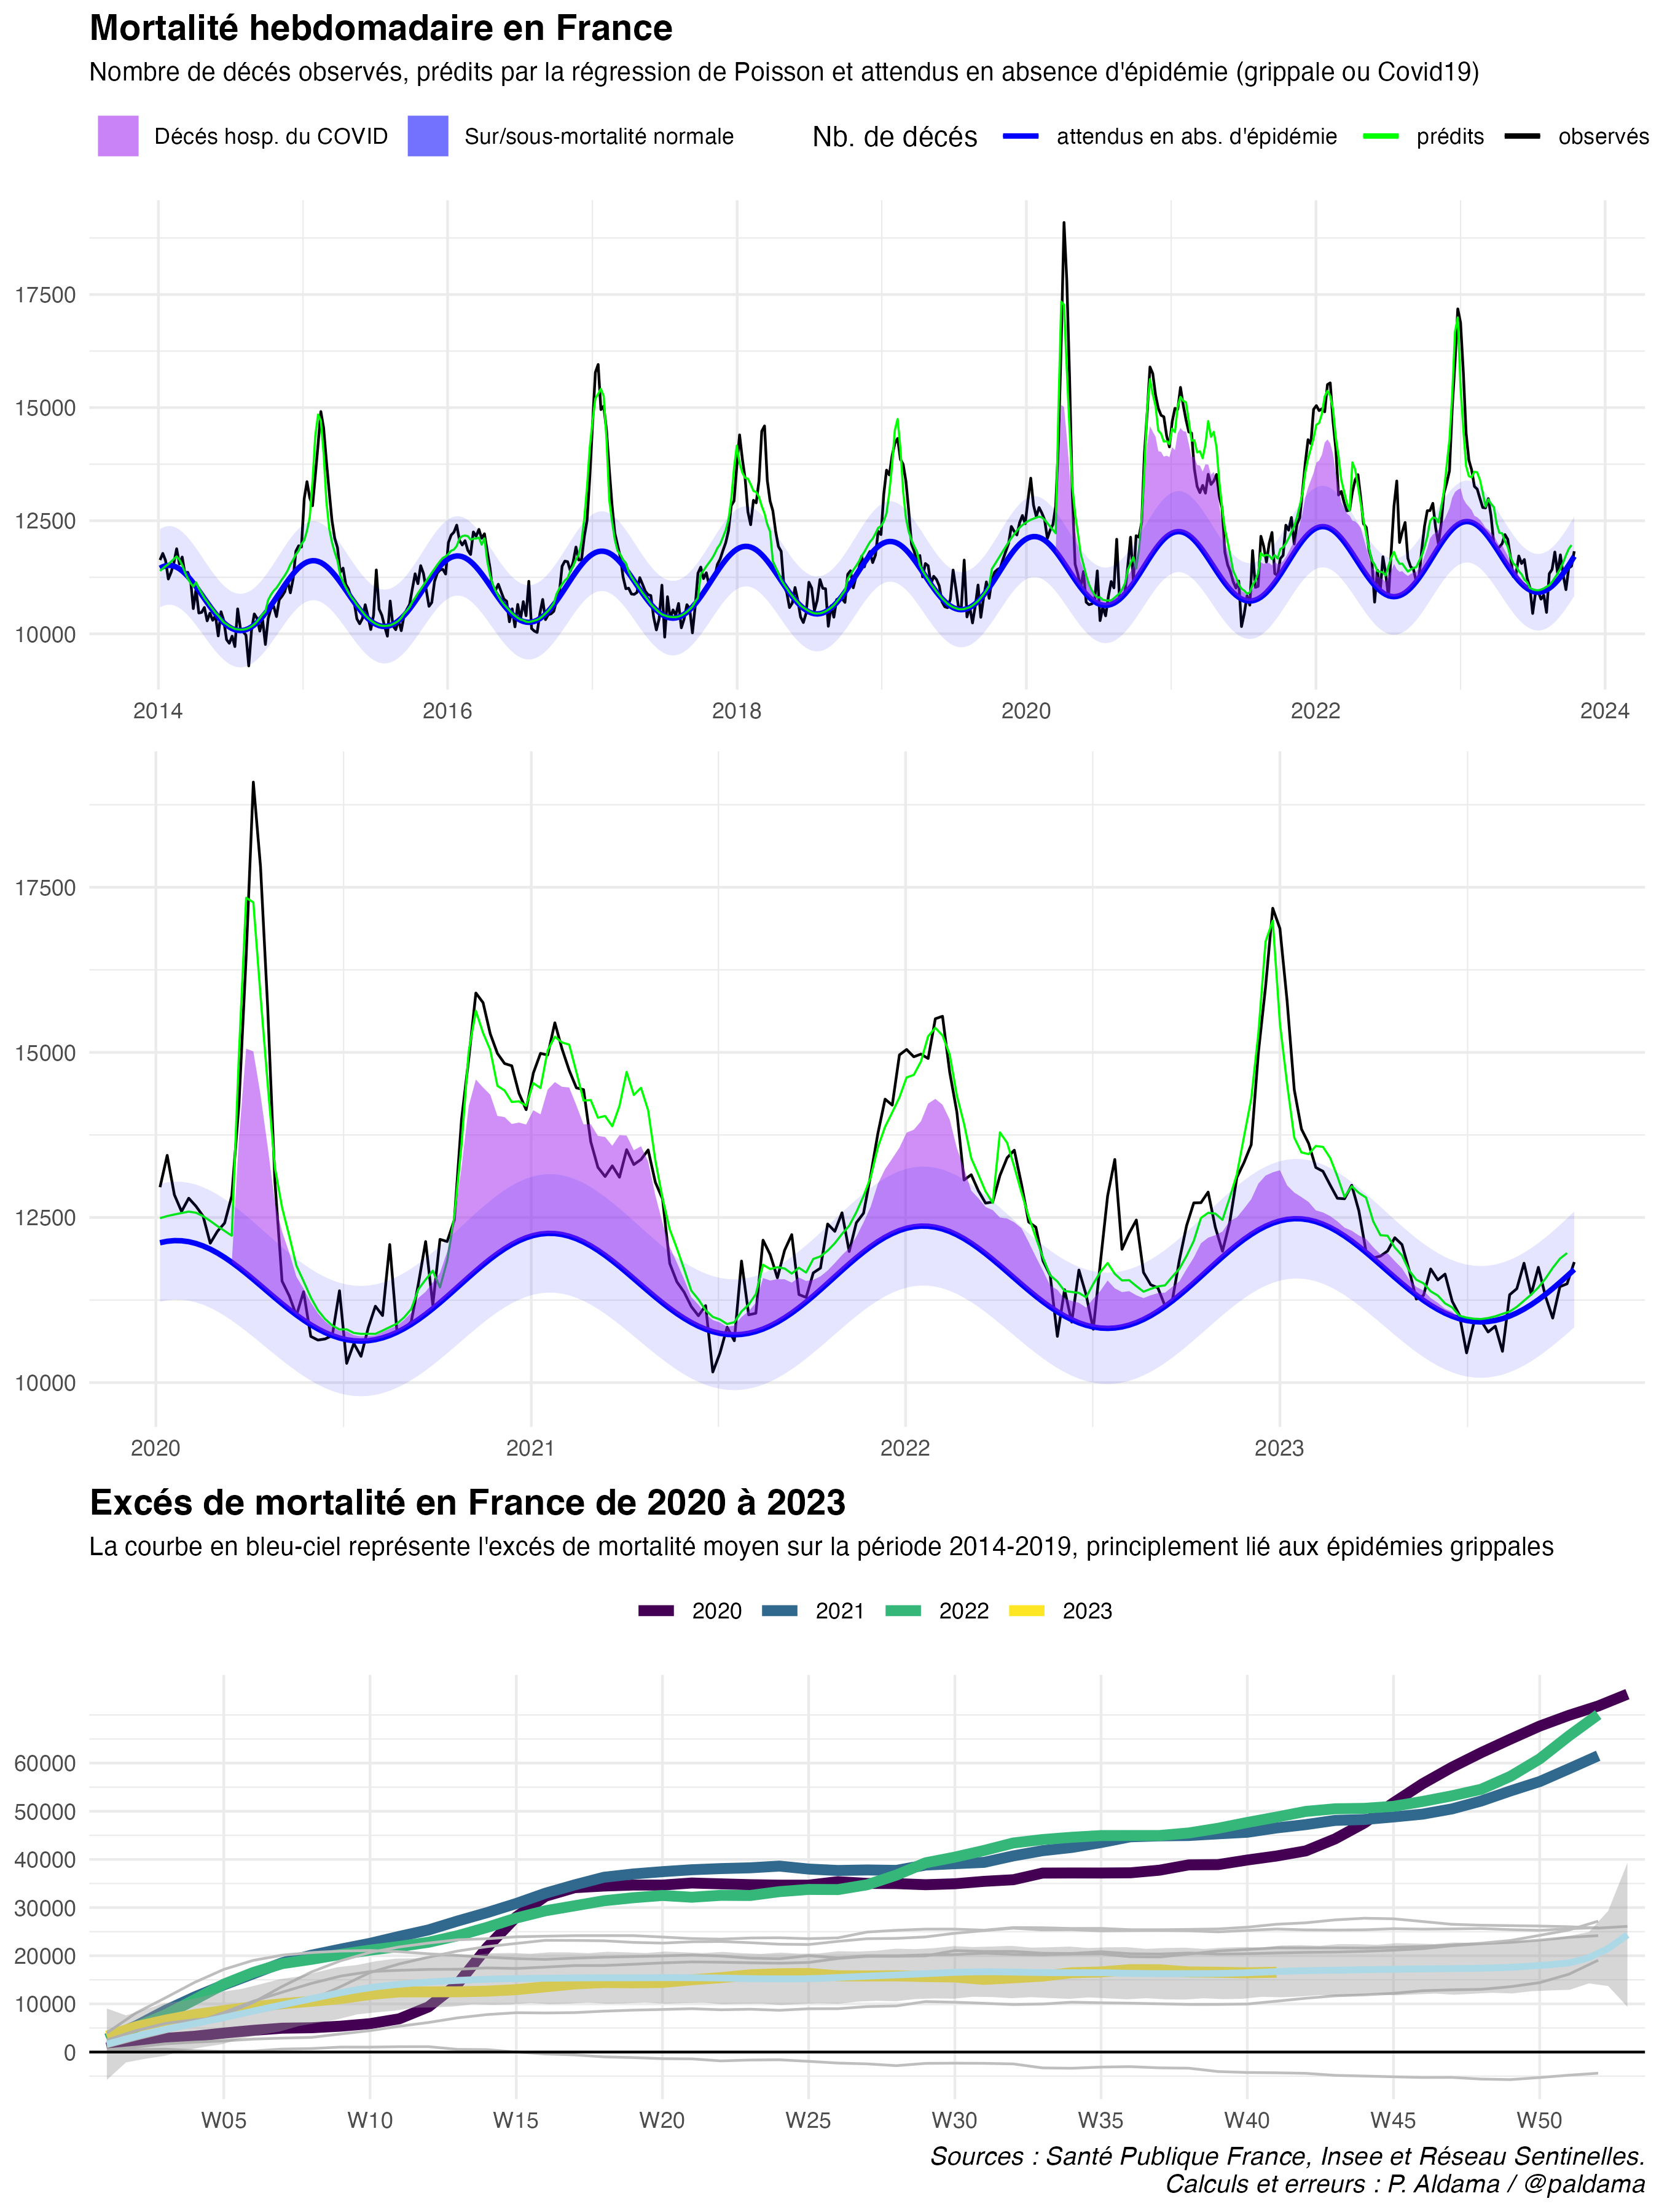 Mortalité hebdomadaire en France
Nombre de décés observés, prédits par la régression de Poisson et attendus en absence d'épidémie (grippale ou Covid19)
Décés hosp. du COVID Sur/sous-mortalité normale Nb. de décés attendus en abs. d'épidémie prédits observés
17500
15000
12500
10000
2014 2016 2018 2020 2022 2024
17500
15000
12500
10000
2020 2021 2022 2023
Excés de mortalité en France de 2020 à 2023
La courbe en bleu-ciel représente l'excés de mortalité moyen sur la période 2014-2019, principlement lié aux épidémies grippales
2020 2021 2022 2023
60000
50000
40000
30000
20000
10000
0
W05 W10 W15 W20 W25 W30 W35 W40 W45 W50
Sources : Santé Publique France, Insee et Réseau Sentinelles.
Calculs et erreurs : P. Aldama / @paldama